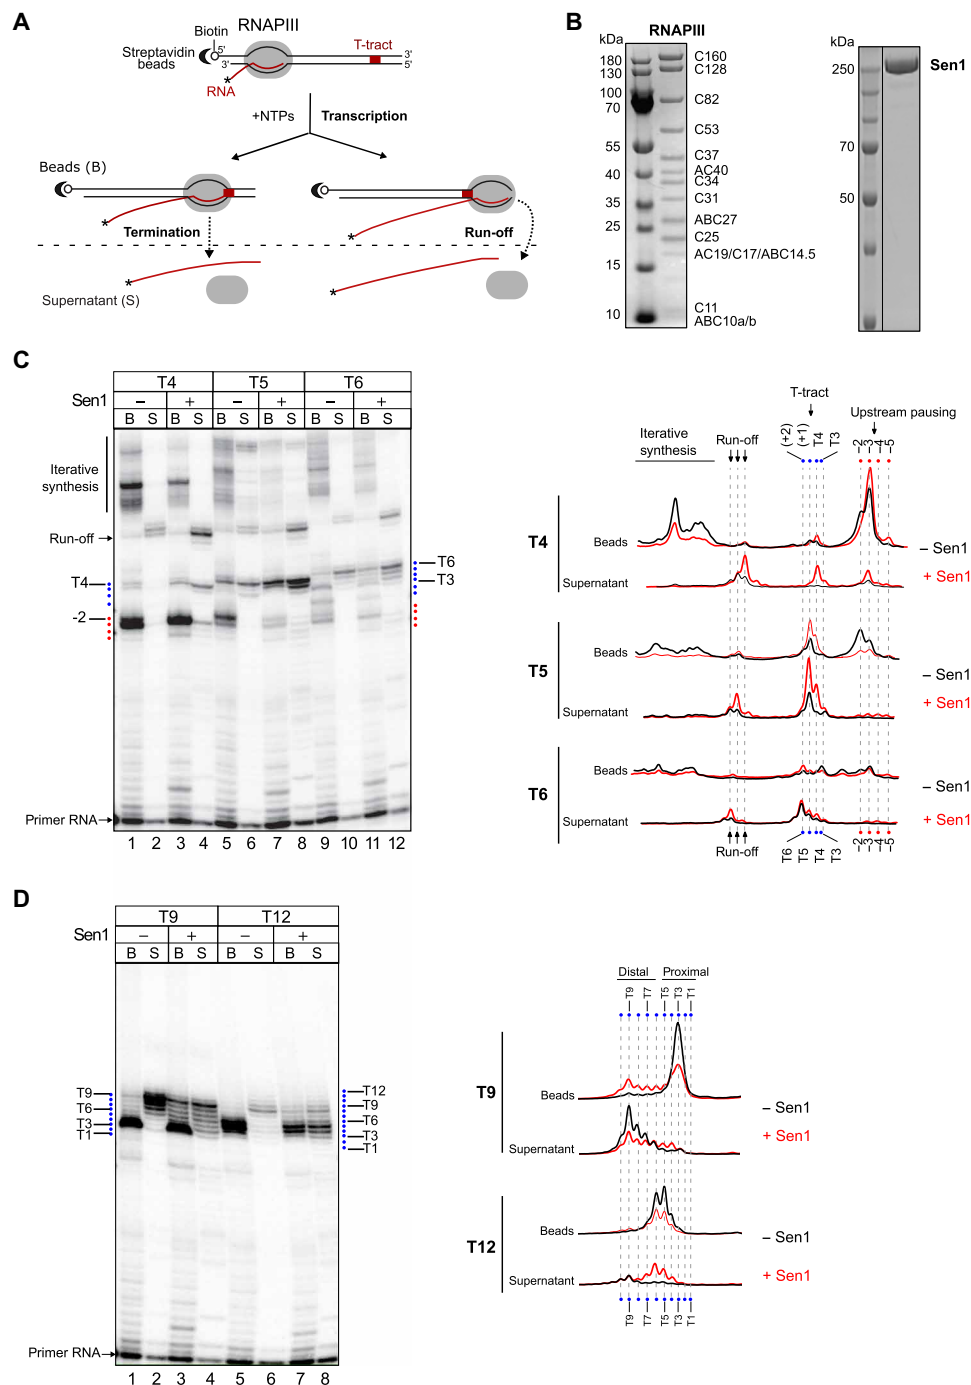 A
RNAPIII
Biotin
5'
Streptavidin
beads
T-tract
3'
3'
5'
RNA
+NTPs
Transcription
Beads (B)
Termination
Run-off
Supernatant (S)
B
RNAPIII
kDa
180
130
100
70
55
40
35
25
15
10
C160
C128
C82
C53
C37
AC40
C34
C31
ABC27
C25
AC19/C17/ABC14.5
C11
ABC10a/b
kDa
250
70
50
Sen1
C
T4 T5 T6
Sen1 – + – + – +
B S B S B S B S B S B S
Iterative
synthesis
Run-off
T4
-2
Primer RNA
T6
T3
1 2 3 4 5 6 7 8 9 10 11 12
T-tract
Upstream pausing
Iterative
synthesis
Run-off
(+2) (+1) T4 T3
-2 -3 -4 -5
T4
Beads
Supernatant
– Sen1
+ Sen1
T5
Beads
Supernatant
– Sen1
+ Sen1
T6
Beads
Supernatant
– Sen1
+ Sen1
Run-off
T6 T5 T4 T3
-2 -3 -4 -5
D
T9 T12
Sen1 – + – +
B S B S B S B S
T9
T6
T3
T1
T12
T9
T6
T3
T1
Primer RNA
1 2 3 4 5 6 7 8
Distal Proximal
T9 T7 T5 T3 T1
T9
Beads
Supernatant
– Sen1
+ Sen1
T12
Beads
Supernatant
– Sen1
+ Sen1
T9 T7 T5 T3 T1